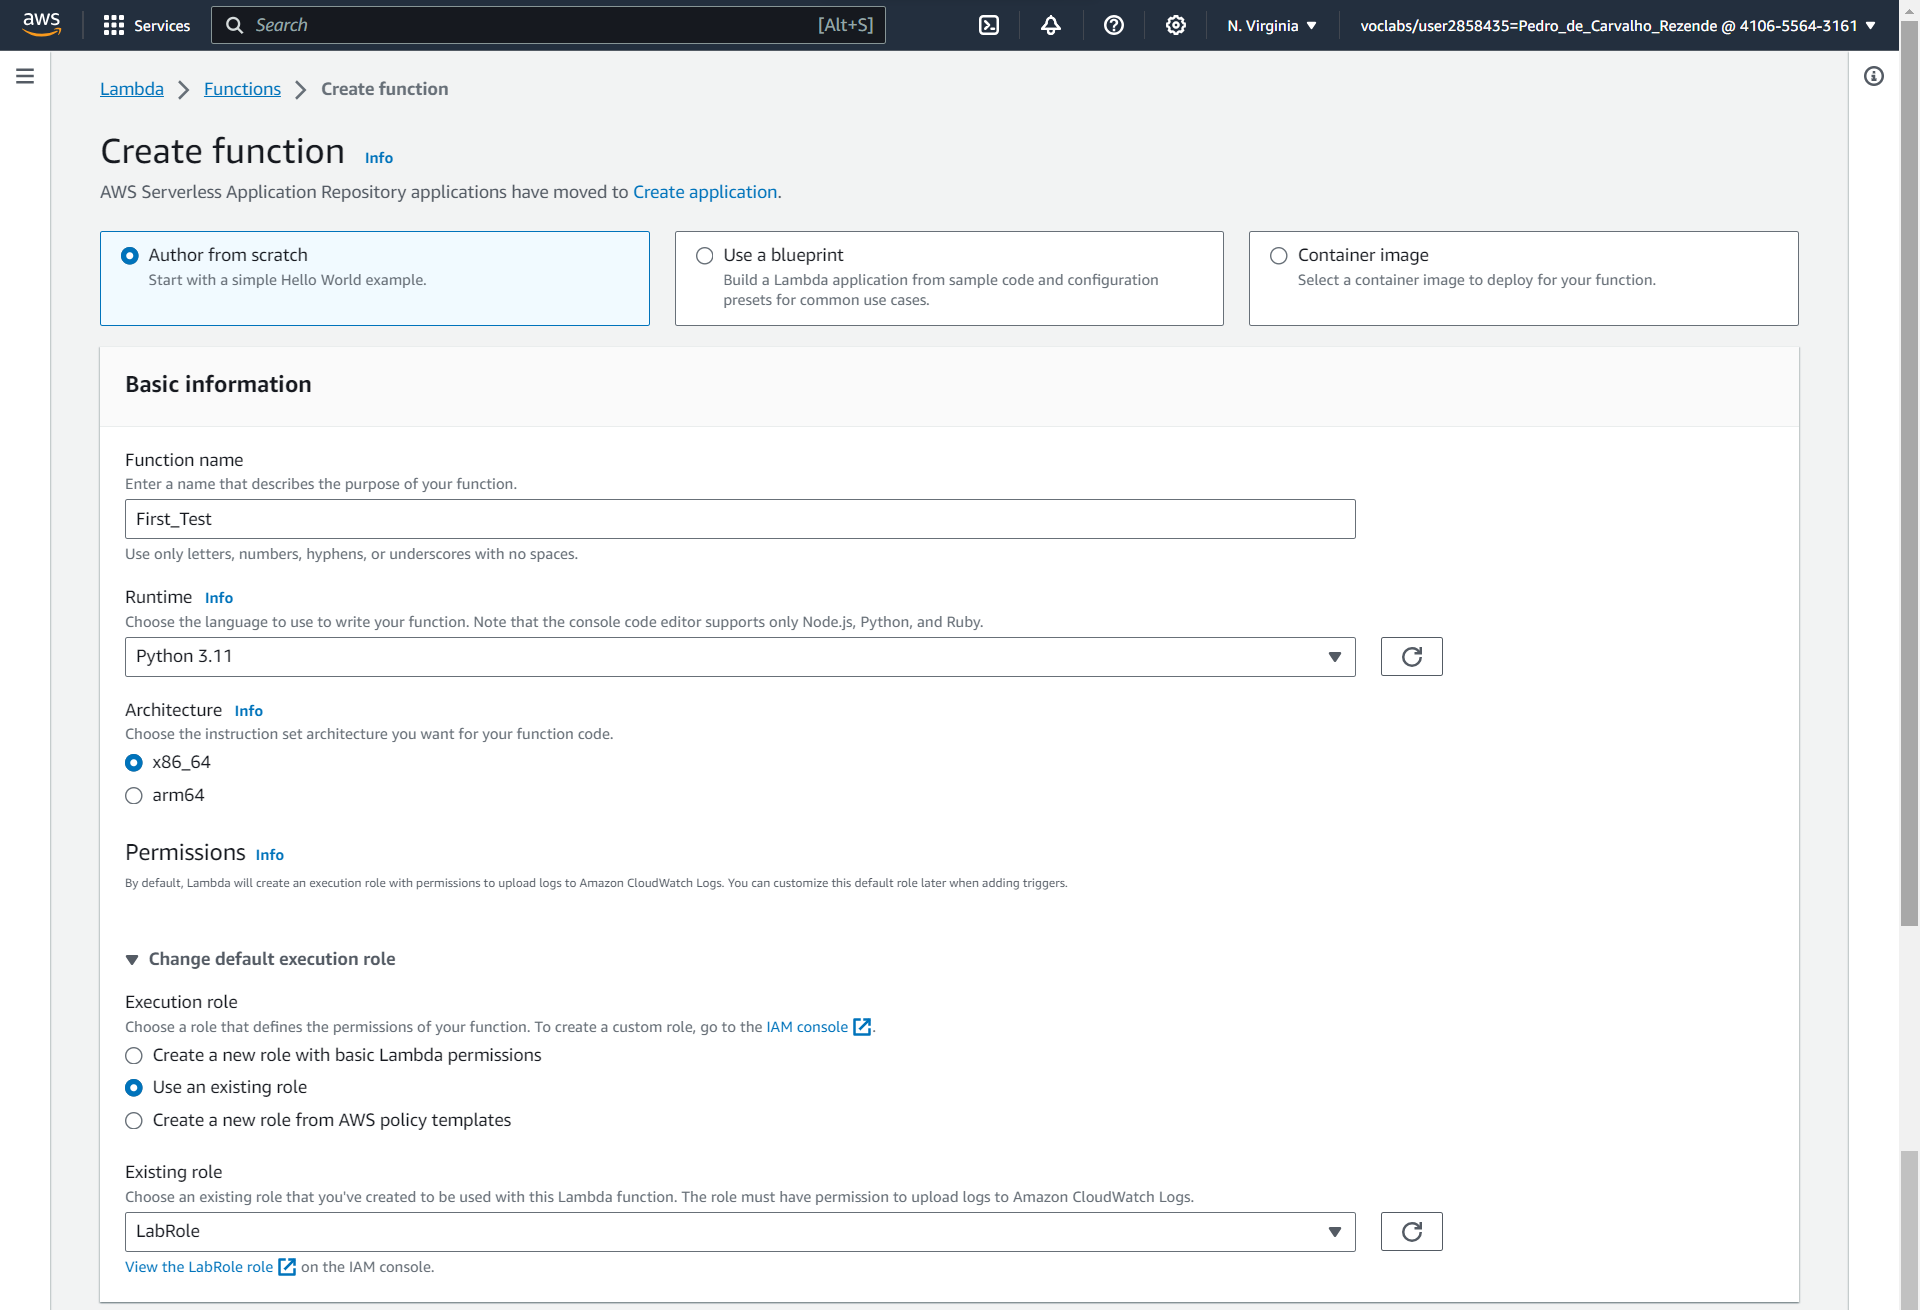 aws
Services
Search [Alt+S]
N. Virginia
voclabs/user2858435=Pedro_de_Carvalho_Rezende @ 4106-5564-3161
Lambda Functions Create function
Create function Info
AWS Serverless Application Repository applications have moved to Create application.
Author from scratch
Start with a simple Hello World example.
Use a blueprint
Build a Lambda application from sample code and configuration
presets for common use cases.
Container image
Select a container image to deploy for your function.
Basic information
Function name
Enter a name that describes the purpose of your function.
First_Test
Use only letters, numbers, hyphens, or underscores with no spaces.
Runtime Info
Choose the language to use to write your function. Note that the console code editor supports only Node.js, Python, and Ruby.
Python 3.11
Architecture Info
Choose the instruction set architecture you want for your function code.
x86_64
arm64
Permissions Info
By default, Lambda will create an execution role with permissions to upload logs to Amazon CloudWatch Logs. You can customize this default role later when adding triggers.
Change default execution role
Execution role
Choose a role that defines the permissions of your function. To create a custom role, go to the IAM console.
Create a new role with basic Lambda permissions
Use an existing role
Create a new role from AWS policy templates
Existing role
Choose an existing role that you've created to be used with this Lambda function. The role must have permission to upload logs to Amazon CloudWatch Logs.
LabRole
View the LabRole role on the IAM console.